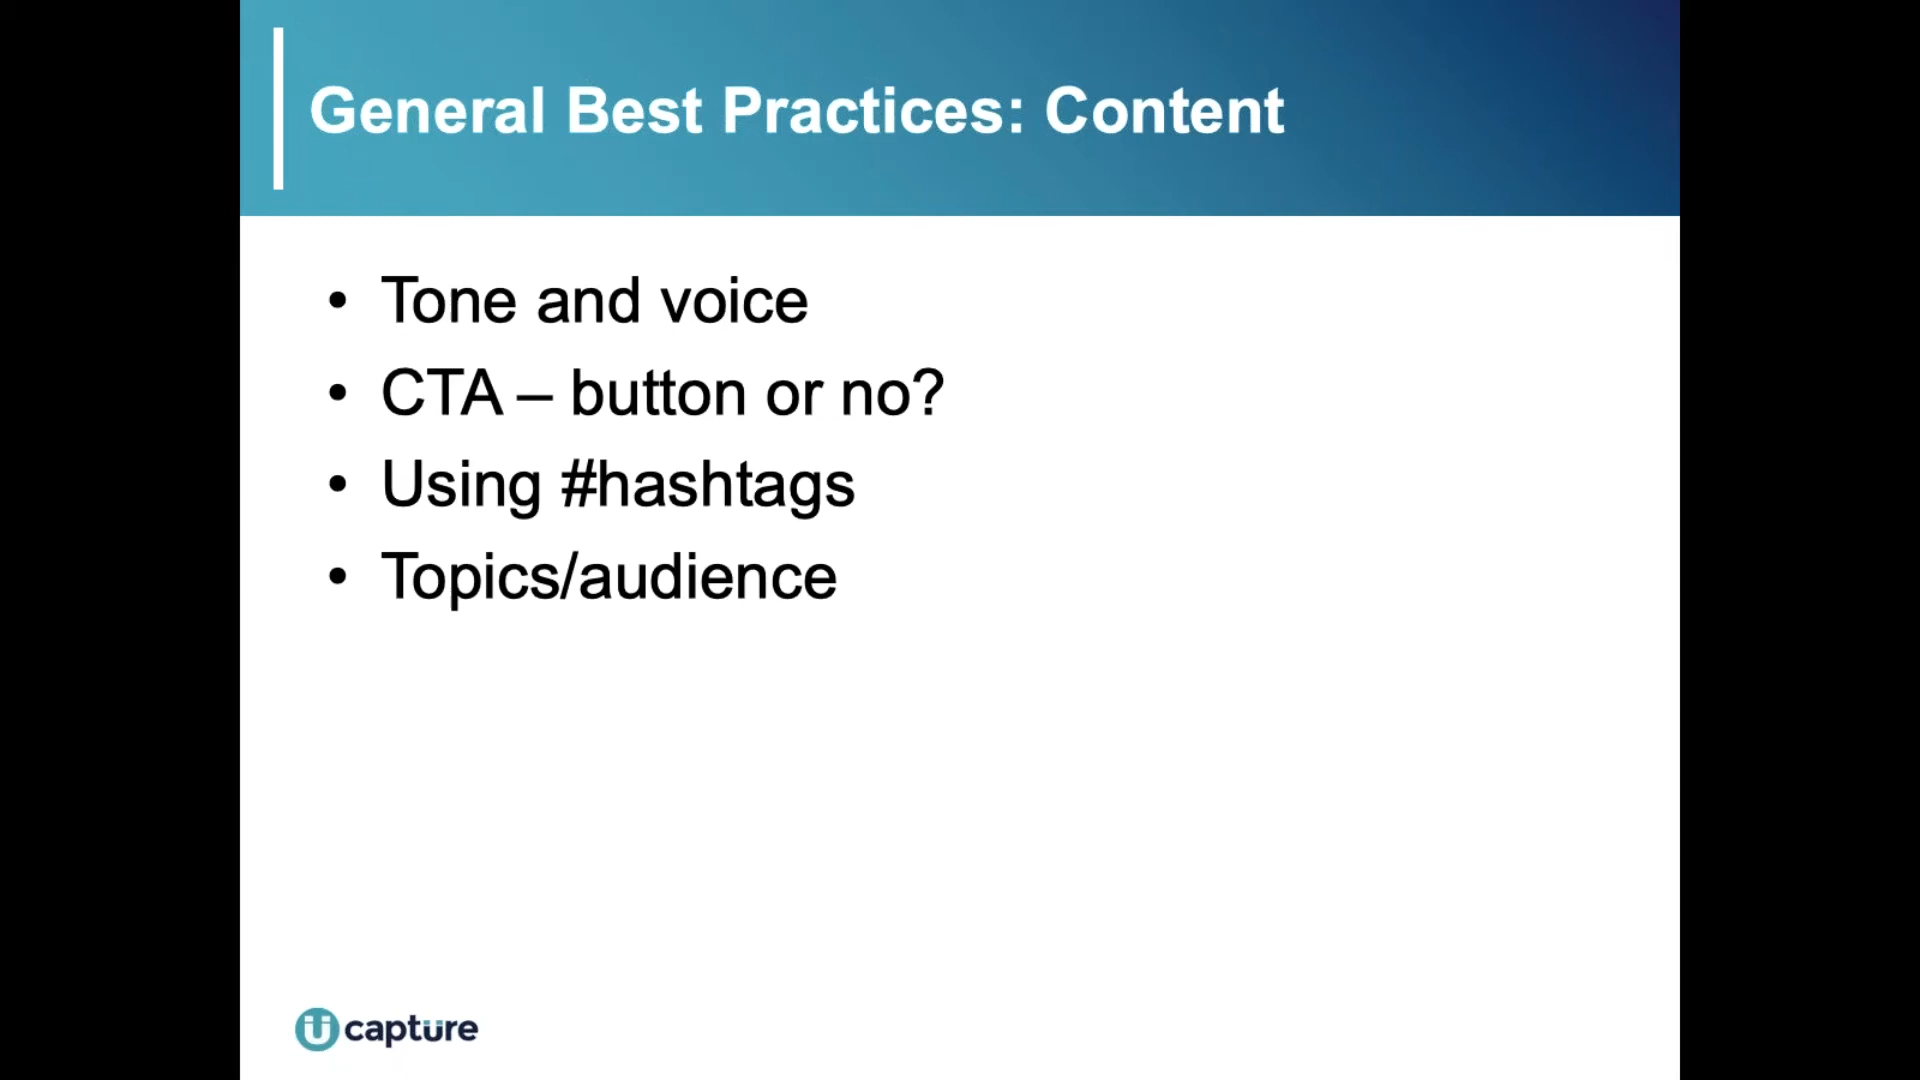 General Best Practices: Content
• Tone and voice
• CTA – button or no?
• Using #hashtags
• Topics/audience
capture